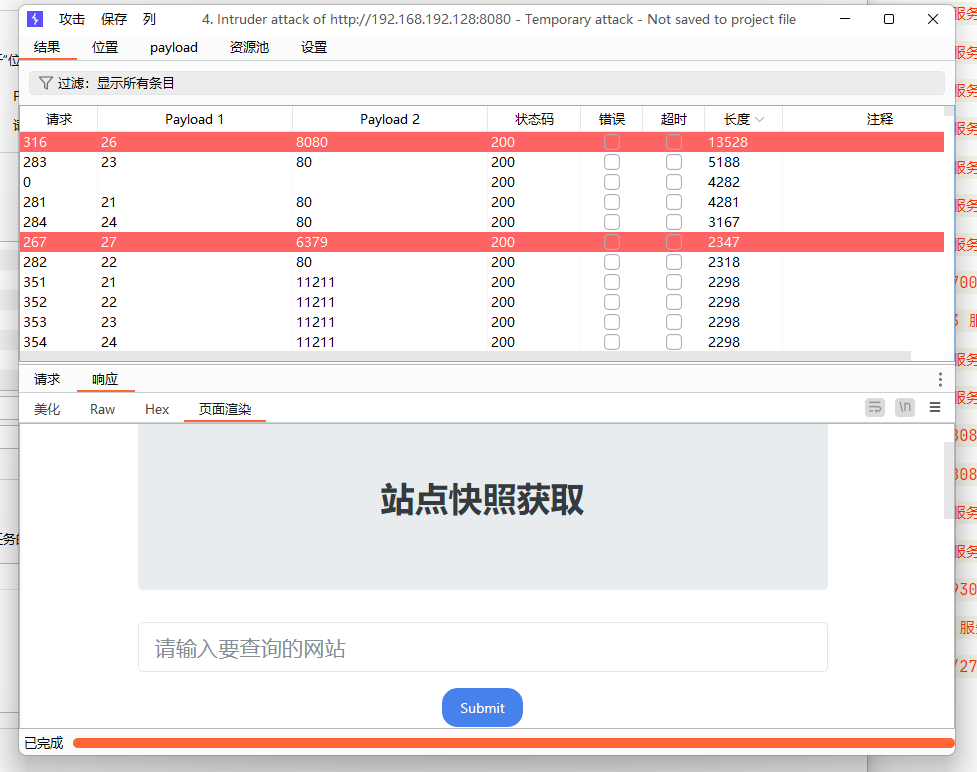 攻击 保存 列 4. Intruder attack of http://192.168.192.128:8080 - Temporary attack - Not saved to project file
结果 位置 payload 资源池 设置
过滤：显示所有条目
请求 Payload 1 Payload 2 状态码 错误 超时 长度 注释
316 26 8080 200 13528
283 23 80 200 5188
0 200 4282
281 21 80 200 4281
284 24 80 200 3167
267 27 6379 200 2347
282 22 80 200 2318
351 21 11211 200 2298
352 22 11211 200 2298
353 23 11211 200 2298
354 24 11211 200 2298
请求 响应
美化 Raw Hex 页面渲染 \n
站点快照获取
请输入要查询的网站
Submit
已完成